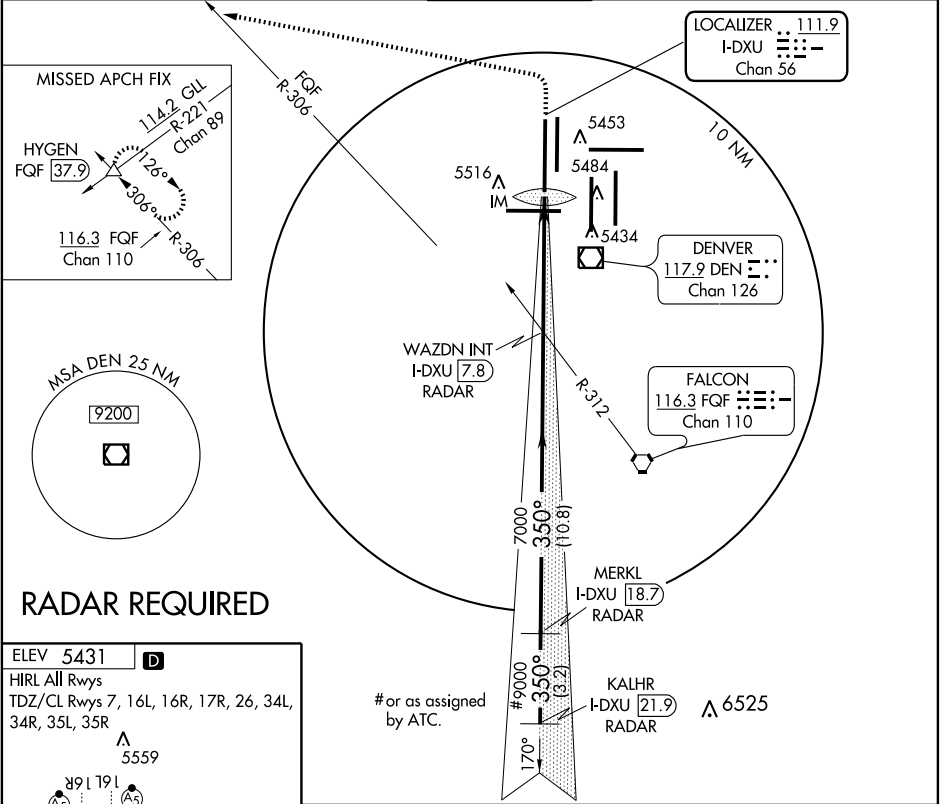 LOCALIZER 111.9
I-DXU
Chan 56
MISSED APCH FIX
114.2 GLL
R-221
Chan 89
HYGEN
FQF 37.9
126°
306°
R-306
116.3 FQF
Chan 110
FQF
R-306
10 NM
5453
5484
5516
IM
5434
DENVER
117.9 DEN
Chan 126
WAZDN INT
I-DXU 7.8
RADAR
R-312
FALCON
116.3 FQF
Chan 110
MSA DEN 25 NM
9200
7000
350°
(10.8)
MERKL
I-DXU 18.7
RADAR
RADAR REQUIRED
#9000
350°
(3.2)
KALHR
I-DXU 21.9
RADAR
6525
170°
#or as assigned
by ATC.
ELEV 5431 D
HIRL All Rwys
TDZ/CL Rwys 7, 16L, 16R, 17R, 26, 34L,
34R, 35L, 35R
5559
16R 16L
A5